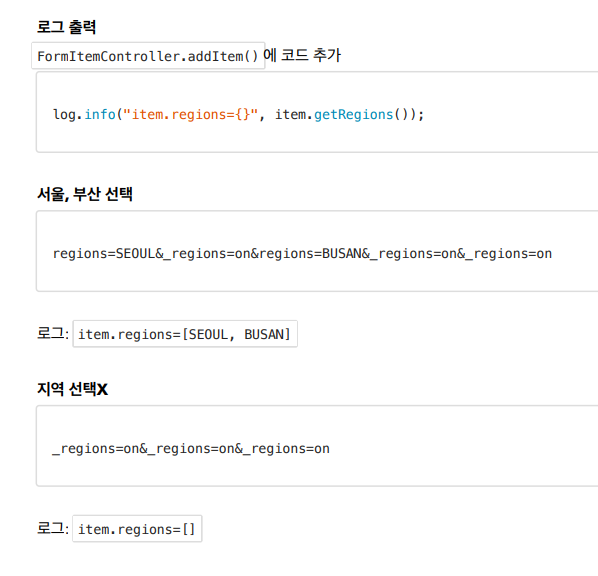 로그 출력
FormItemController.addItem()에 코드 추가
log.info("item.regions={}", item.getRegions());
서울, 부산 선택
regions=SEOUL&_regions=on&regions=BUSAN&_regions=on&_regions=on
로그: item.regions=[SEOUL, BUSAN]
지역 선택X
_regions=on&_regions=on&_regions=on
로그: item.regions=[]